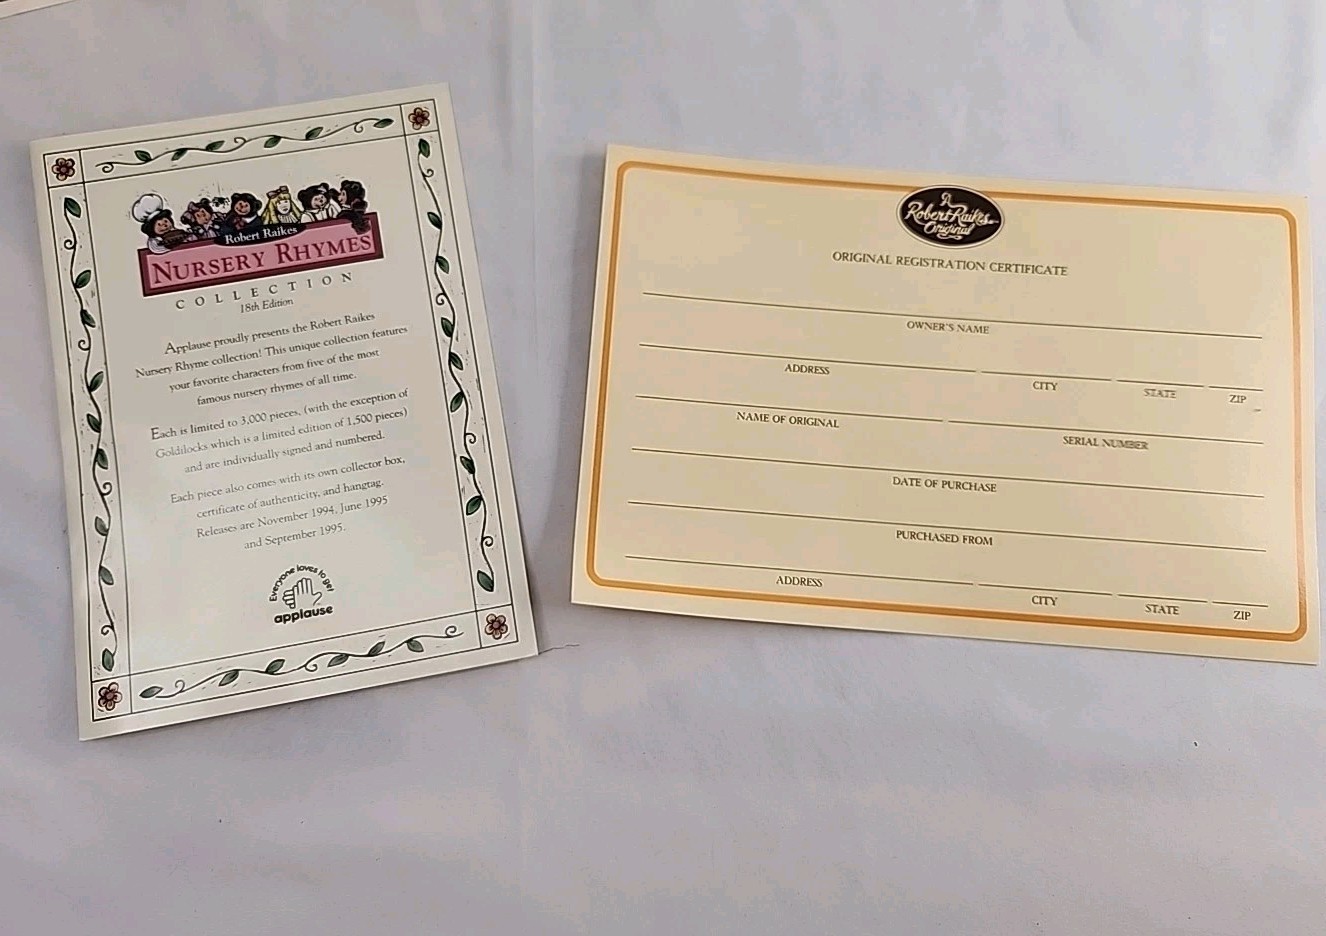 Robert Raikes
NURSERY RHYMES
COLLECTION
18th Edition
Applause proudly presents the Robert Raikes
Nursery Rhyme collection! This unique collection features
your favorite characters from five of the most
famous nursery rhymes of all time.
Each is limited to 3,000 pieces, (with the exception of
Goldilocks which is a limited edition of 1,500 pieces)
and are individually signed and numbered.
Each piece also comes with its own collector box,
certificate of authenticity, and hangtag.
Releases are November 1994, June 1995
and September 1995.
Everyone loves to get
applause
A
Robert Raikes
Original
ORIGINAL REGISTRATION CERTIFICATE
OWNER'S NAME
ADDRESS CITY STATE ZIP
NAME OF ORIGINAL SERIAL NUMBER
DATE OF PURCHASE
PURCHASED FROM
ADDRESS CITY STATE ZIP